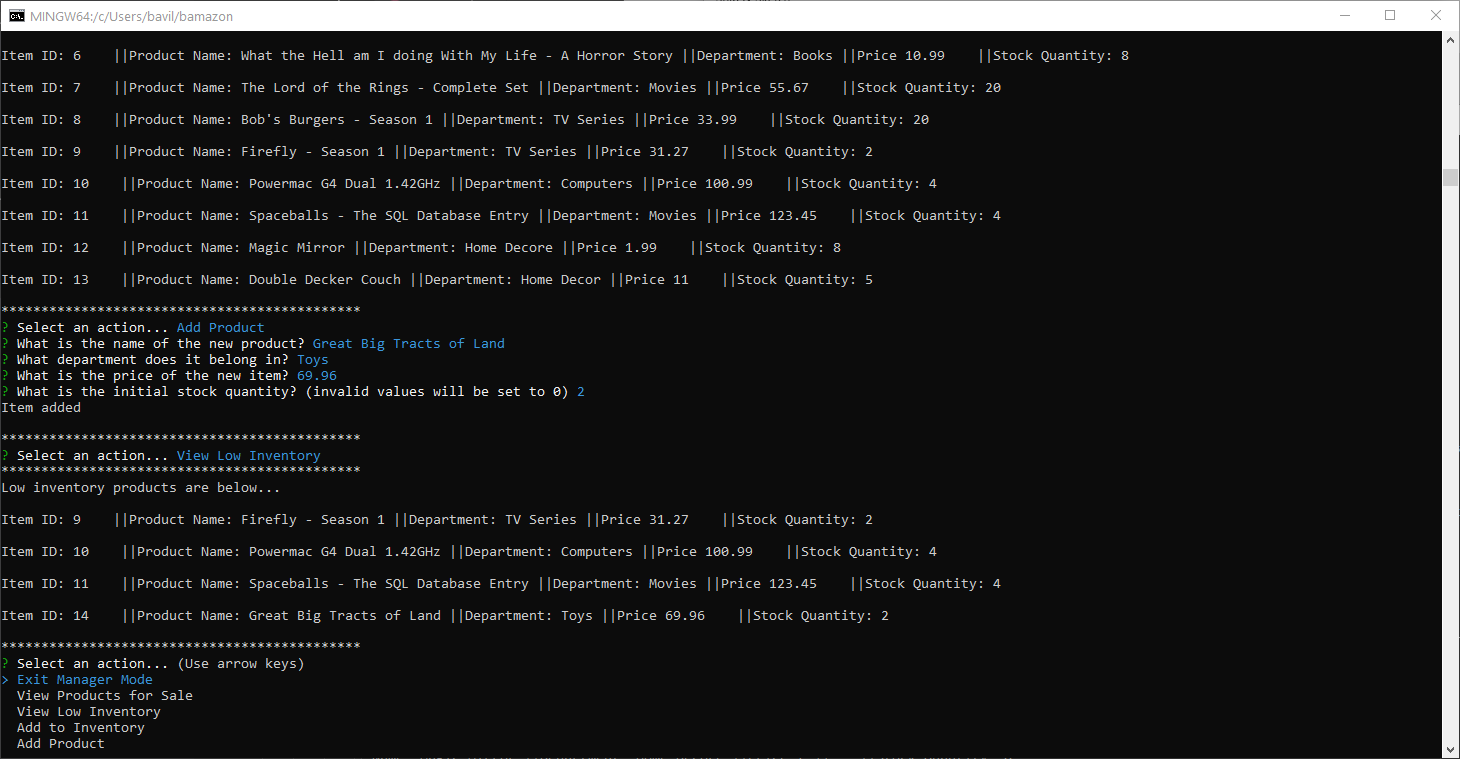 MINGW64:/c/Users/bavil/bamazon
Item ID: 6    ||Product Name: What the Hell am I doing With My Life - A Horror Story ||Department: Books ||Price 10.99    ||Stock Quantity: 8
Item ID: 7    ||Product Name: The Lord of the Rings - Complete Set ||Department: Movies ||Price 55.67    ||Stock Quantity: 20
Item ID: 8    ||Product Name: Bob's Burgers - Season 1 ||Department: TV Series ||Price 33.99    ||Stock Quantity: 20
Item ID: 9    ||Product Name: Firefly - Season 1 ||Department: TV Series ||Price 31.27    ||Stock Quantity: 2
Item ID: 10    ||Product Name: Powermac G4 Dual 1.42GHz ||Department: Computers ||Price 100.99    ||Stock Quantity: 4
Item ID: 11    ||Product Name: Spaceballs - The SQL Database Entry ||Department: Movies ||Price 123.45    ||Stock Quantity: 4
Item ID: 12    ||Product Name: Magic Mirror ||Department: Home Decore ||Price 1.99    ||Stock Quantity: 8
Item ID: 13    ||Product Name: Double Decker Couch ||Department: Home Decor ||Price 11    ||Stock Quantity: 5
*********************************************
? Select an action... Add Product
? What is the name of the new product? Great Big Tracts of Land
? What department does it belong in? Toys
? What is the price of the new item? 69.96
? What is the initial stock quantity? (invalid values will be set to 0) 2
Item added
*********************************************
? Select an action... View Low Inventory
*********************************************
Low inventory products are below...
Item ID: 9    ||Product Name: Firefly - Season 1 ||Department: TV Series ||Price 31.27    ||Stock Quantity: 2
Item ID: 10    ||Product Name: Powermac G4 Dual 1.42GHz ||Department: Computers ||Price 100.99    ||Stock Quantity: 4
Item ID: 11    ||Product Name: Spaceballs - The SQL Database Entry ||Department: Movies ||Price 123.45    ||Stock Quantity: 4
Item ID: 14    ||Product Name: Great Big Tracts of Land ||Department: Toys ||Price 69.96    ||Stock Quantity: 2
*********************************************
? Select an action... (Use arrow keys)
> Exit Manager Mode
  View Products for Sale
  View Low Inventory
  Add to Inventory
  Add Product